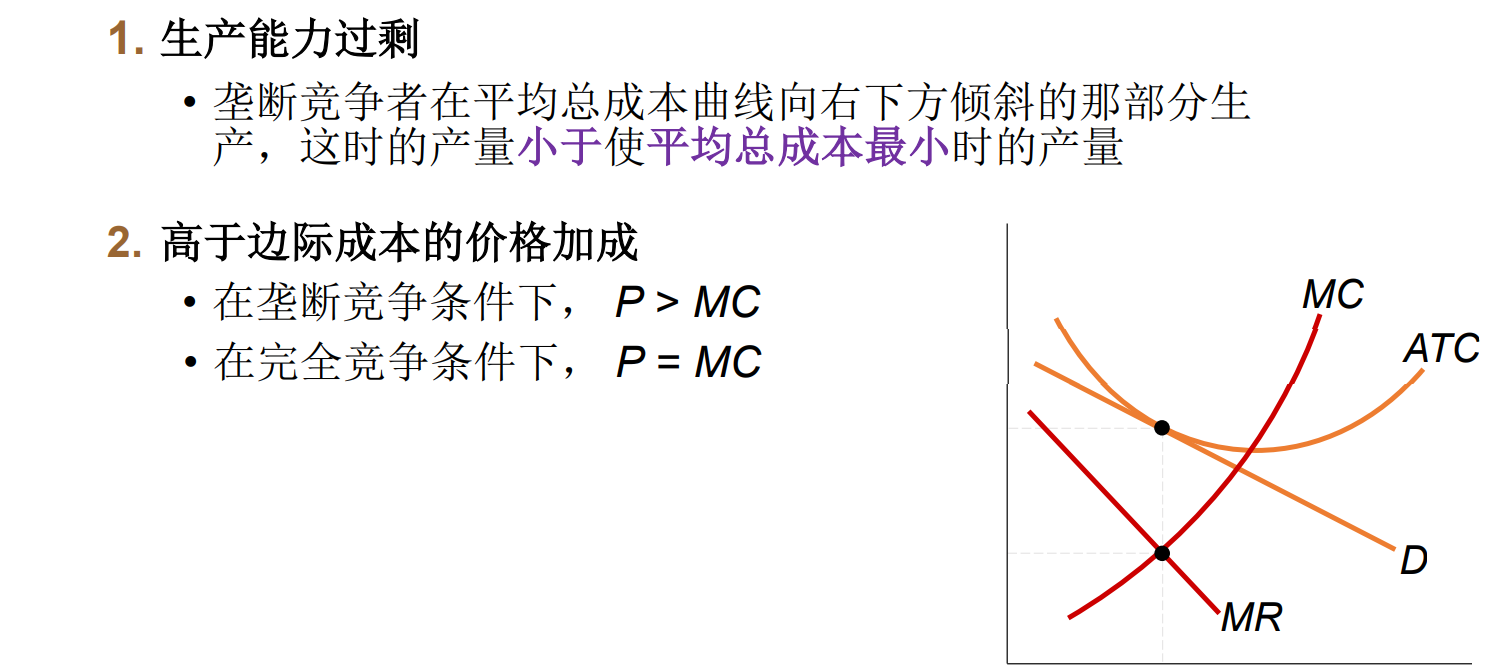 1. 生产能力过剩
• 垄断竞争者在平均总成本曲线向右下方倾斜的那部分生
产，这时的产量小于使平均总成本最小时的产量
2. 高于边际成本的价格加成
• 在垄断竞争条件下， P > MC
• 在完全竞争条件下， P = MC
MC
ATC
D
MR